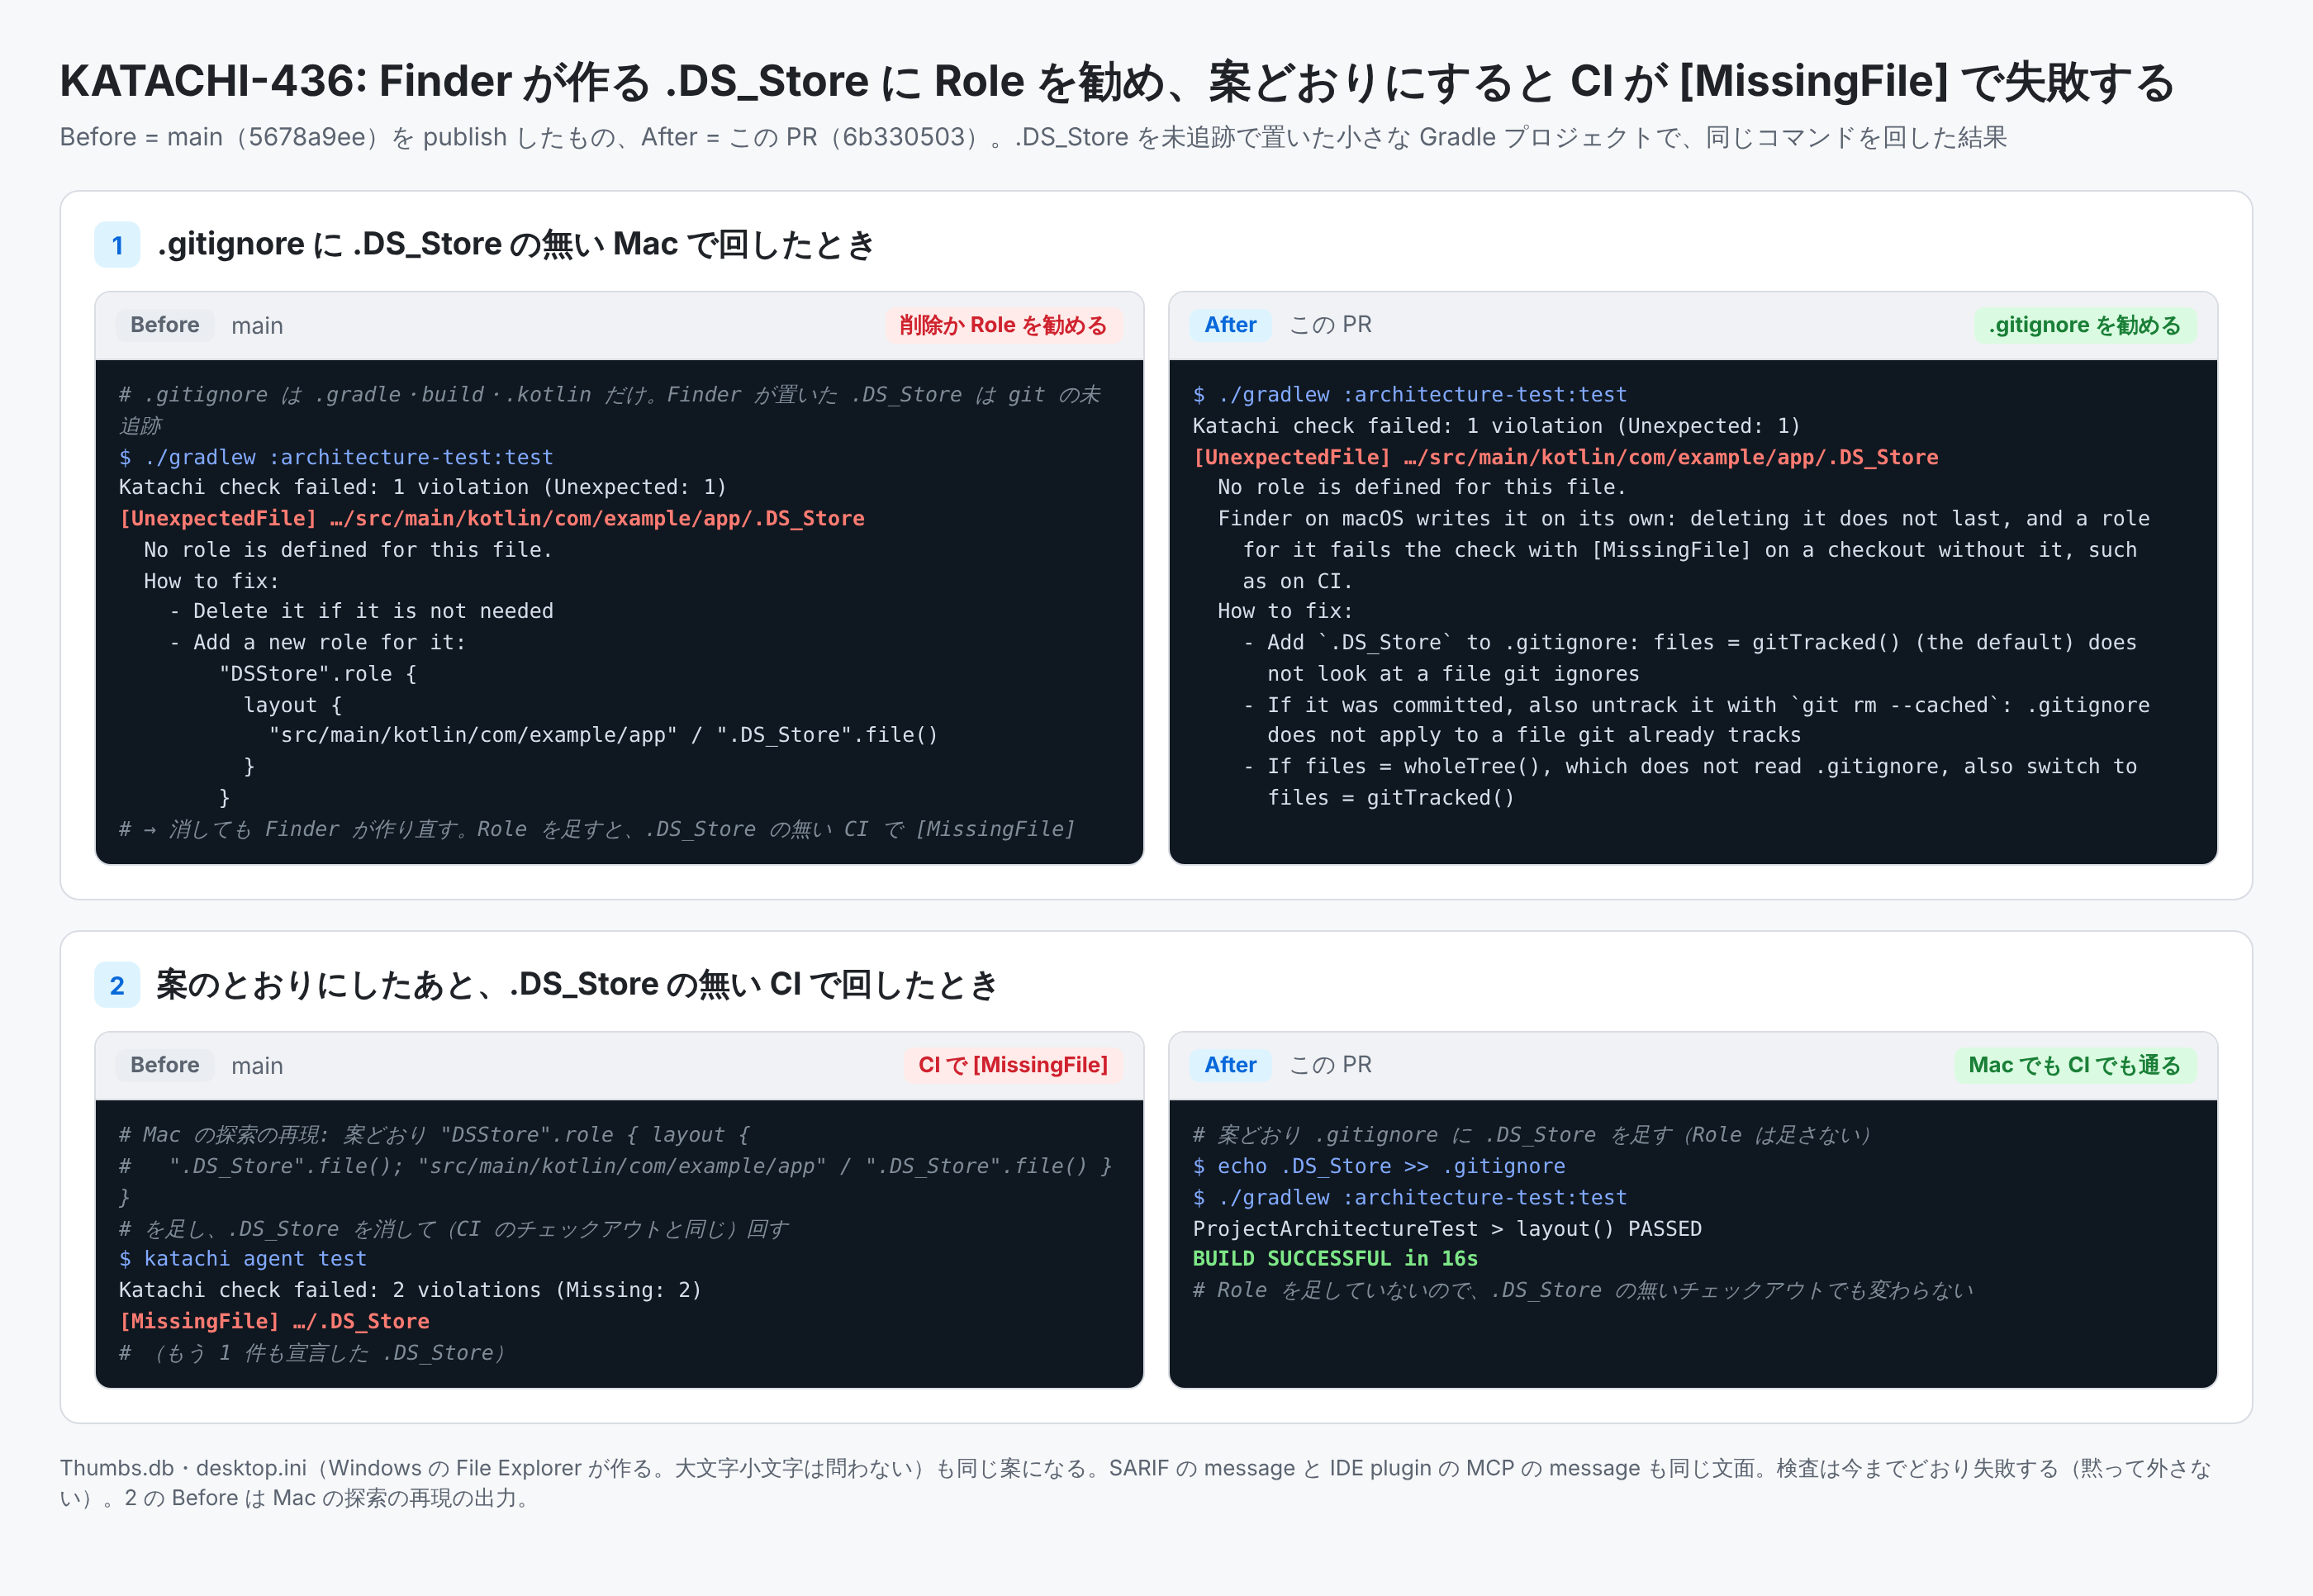 KATACHI-436: Finder が作る .DS_Store に Role を勧め、案どおりにすると CI が [MissingFile] で失敗する
Before = main（5678a9ee）を publish したもの、After = この PR（6b330503）。.DS_Store を未追跡で置いた小さな Gradle プロジェクトで、同じコマンドを回した結果
1 .gitignore に .DS_Store の無い Mac で回したとき
Before main 削除か Role を勧める
# .gitignore は .gradle・build・.kotlin だけ。Finder が置いた .DS_Store は git の未
追跡
$ ./gradlew :architecture-test:test
Katachi check failed: 1 violation (Unexpected: 1)
[UnexpectedFile] …/src/main/kotlin/com/example/app/.DS_Store
No role is defined for this file.
How to fix:
- Delete it if it is not needed
- Add a new role for it:
"DSStore".role {
layout {
"src/main/kotlin/com/example/app" / ".DS_Store".file()
}
}
# → 消しても Finder が作り直す。Role を足すと、.DS_Store の無い CI で [MissingFile]
After この PR .gitignore を勧める
$ ./gradlew :architecture-test:test
Katachi check failed: 1 violation (Unexpected: 1)
[UnexpectedFile] …/src/main/kotlin/com/example/app/.DS_Store
No role is defined for this file.
Finder on macOS writes it on its own: deleting it does not last, and a role
for it fails the check with [MissingFile] on a checkout without it, such
as on CI.
How to fix:
- Add `.DS_Store` to .gitignore: files = gitTracked() (the default) does
not look at a file git ignores
- If it was committed, also untrack it with `git rm --cached`: .gitignore
does not apply to a file git already tracks
- If files = wholeTree(), which does not read .gitignore, also switch to
files = gitTracked()
2 案のとおりにしたあと、.DS_Store の無い CI で回したとき
Before main CI で [MissingFile]
# Mac の探索の再現: 案どおり "DSStore".role { layout {
#   ".DS_Store".file(); "src/main/kotlin/com/example/app" / ".DS_Store".file() }
}
# を足し、.DS_Store を消して（CI のチェックアウトと同じ）回す
$ katachi agent test
Katachi check failed: 2 violations (Missing: 2)
[MissingFile] …/.DS_Store
# （もう 1 件も宣言した .DS_Store）
After この PR Mac でも CI でも通る
# 案どおり .gitignore に .DS_Store を足す（Role は足さない）
$ echo .DS_Store >> .gitignore
$ ./gradlew :architecture-test:test
ProjectArchitectureTest > layout() PASSED
BUILD SUCCESSFUL in 16s
# Role を足していないので、.DS_Store の無いチェックアウトでも変わらない
Thumbs.db・desktop.ini（Windows の File Explorer が作る。大文字小文字は問わない）も同じ案になる。SARIF の message と IDE plugin の MCP の message も同じ文面。検査は今までどおり失敗する（黙って外さな
い）。2 の Before は Mac の探索の再現の出力。